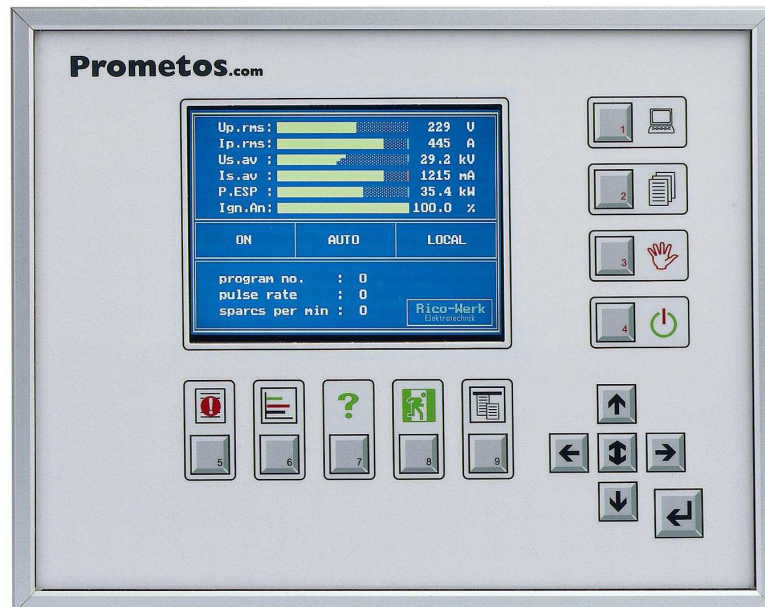 Prometos.com
Up.rms: 229 V
Ip.rms: 445 A
Us.av : 29.2 kV
Is.av : 1215 mA
P.ESP : 35.4 kW
Ign.An: 100.0 %
ON AUTO LOCAL
program no. : 0
pulse rate : 0
sparcs per min : 0
Rico-Werk
Elektrotechnik
1
2
3
4
5 6 7 8 9